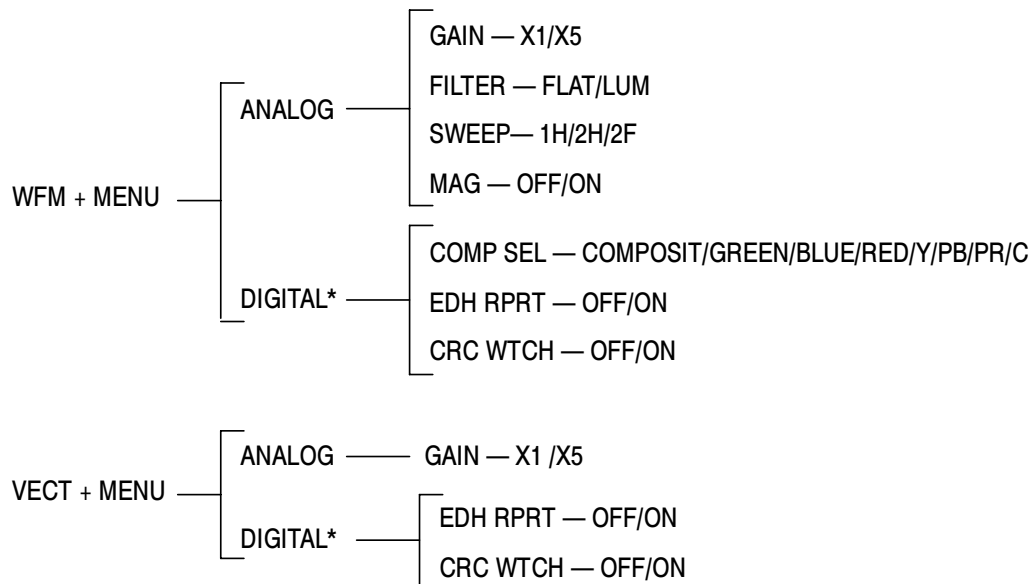 GAIN — X1/X5
FILTER — FLAT/LUM
ANALOG
SWEEP— 1H/2H/2F
MAG — OFF/ON
WFM + MENU
COMP SEL — COMPOSIT/GREEN/BLUE/RED/Y/PB/PR/C
DIGITAL*
EDH RPRT — OFF/ON
CRC WTCH — OFF/ON
ANALOG
GAIN — X1 /X5
VECT + MENU
EDH RPRT — OFF/ON
DIGITAL*
CRC WTCH — OFF/ON